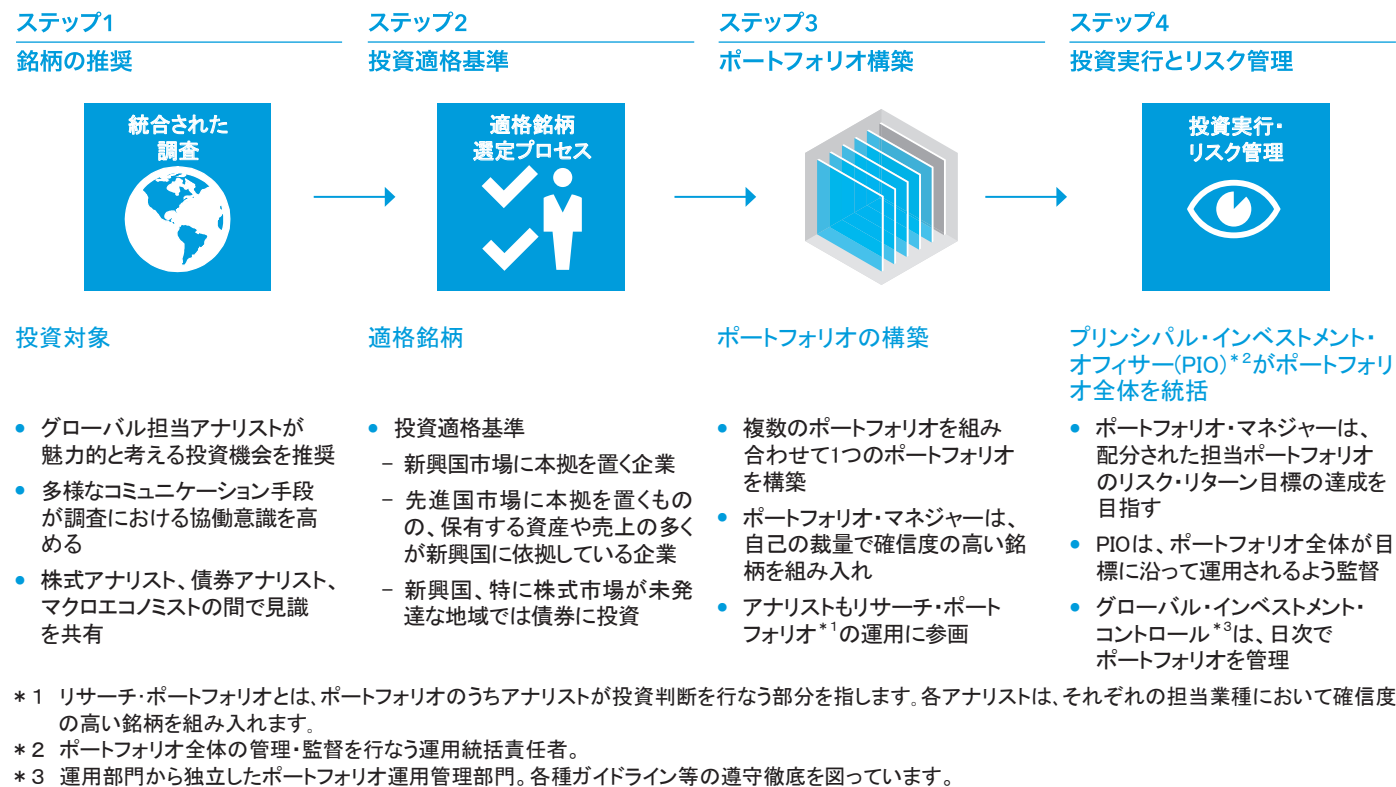 ステップ1
銘柄の推奨
統合された
調査
投資対象
● グローバル担当アナリストが
魅力的と考える投資機会を推奨
● 多様なコミュニケーション手段
が調査における協働意識を高
める
● 株式アナリスト、債券アナリスト、
マクロエコノミストの間で見識
を共有
ステップ2
投資適格基準
適格銘柄
選定プロセス
適格銘柄
● 投資適格基準
− 新興国市場に本拠を置く企業
− 先進国市場に本拠を置くもの
の、保有する資産や売上の多く
が新興国に依拠している企業
− 新興国、特に株式市場が未発
達な地域では債券に投資
ステップ3
ポートフォリオ構築
ポートフォリオの構築
● 複数のポートフォリオを組み
合わせて1つのポートフォリオ
を構築
● ポートフォリオ・マネジャーは、
自己の裁量で確信度の高い銘
柄を組み入れ
● アナリストもリサーチ・ポート
フォリオ*1の運用に参画
ステップ4
投資実行とリスク管理
投資実行・
リスク管理
プリンシパル・インベストメント・
オフィサー(PIO)*2がポートフォリ
オ全体を統括
● ポートフォリオ・マネジャーは、
配分された担当ポートフォリオ
のリスク・リターン目標の達成を
目指す
● PIOは、ポートフォリオ全体が目
標に沿って運用されるよう監督
● グローバル・インベストメント・
コントロール*3は、日次で
ポートフォリオを管理
*1 リサーチ・ポートフォリオとは、ポートフォリオのうちアナリストが投資判断を行なう部分を指します。各アナリストは、それぞれの担当業種において確信度
の高い銘柄を組み入れます。
*2 ポートフォリオ全体の管理・監督を行なう運用統括責任者。
*3 運用部門から独立したポートフォリオ運用管理部門。各種ガイドライン等の遵守徹底を図っています。